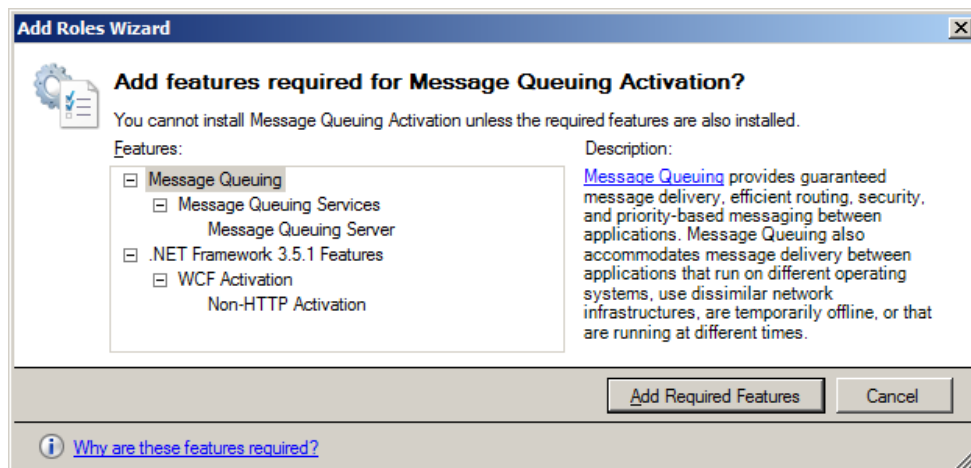 Add Roles Wizard
Add features required for Message Queuing Activation?
You cannot install Message Queuing Activation unless the required features are also installed.
Features:
Message Queuing
Message Queuing Services
Message Queuing Server
.NET Framework 3.5.1 Features
WCF Activation
Non-HTTP Activation
Description:
Message Queuing provides guaranteed
message delivery, efficient routing, security,
and priority-based messaging between
applications. Message Queuing also
accommodates message delivery between
applications that run on different operating
systems, use dissimilar network
infrastructures, are temporarily offline, or that
are running at different times.
Add Required Features
Cancel
Why are these features required?